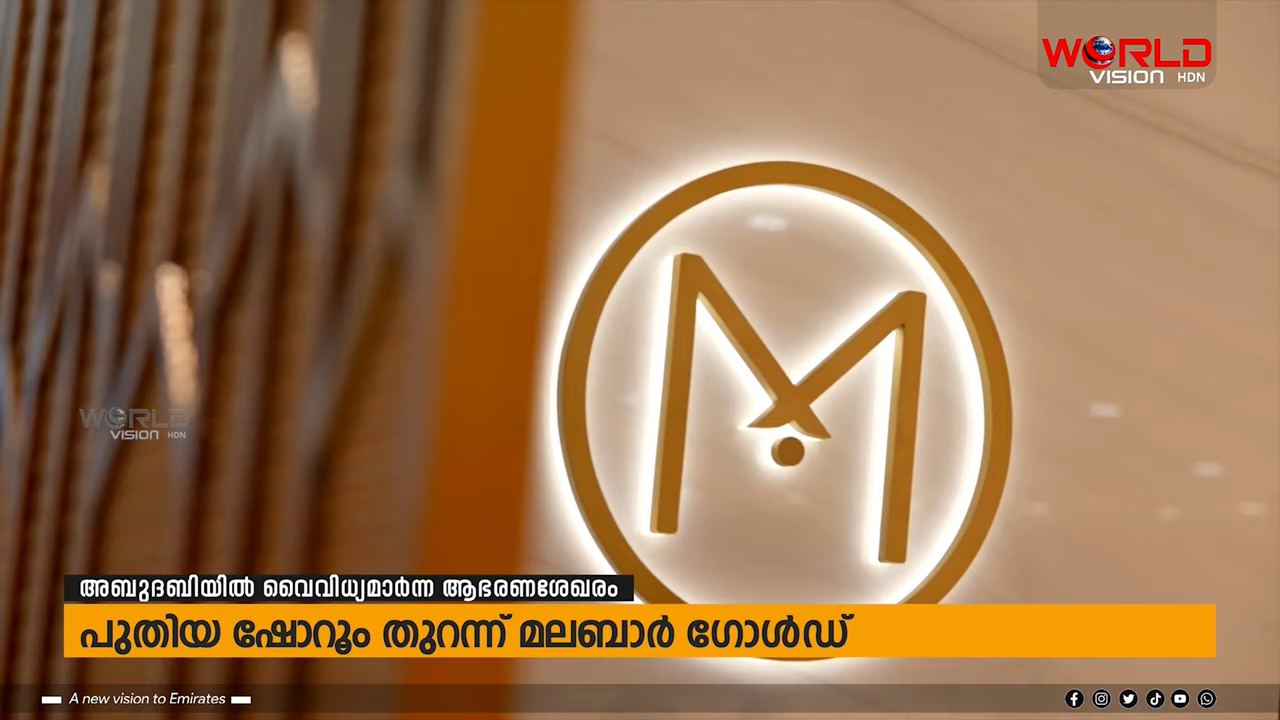 WORLD
VISION HDN
M
WORLD
VISION HDN
അബുദബിയിൽ വൈവിധ്യമാർന്ന ആഭരണശേഖരം
പുതിയ ഷോറൂം തുറന്ന് മലബാർ ഗോൾഡ്
A new vision to Emirates